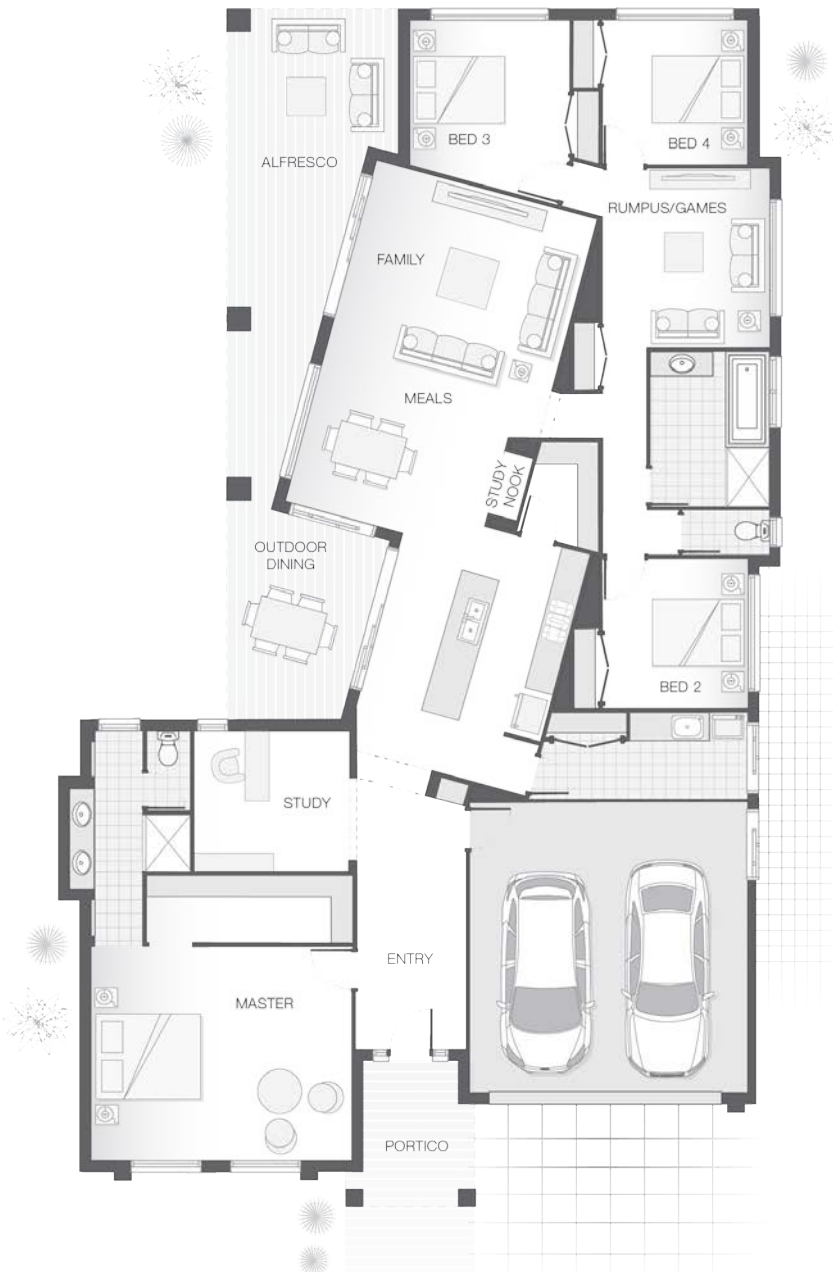 BED 3
BED 4
ALFRESCO
RUMPUS/GAMES
FAMILY
MEALS
STUDY
NOOK
OUTDOOR
DINING
BED 2
STUDY
ENTRY
MASTER
PORTICO